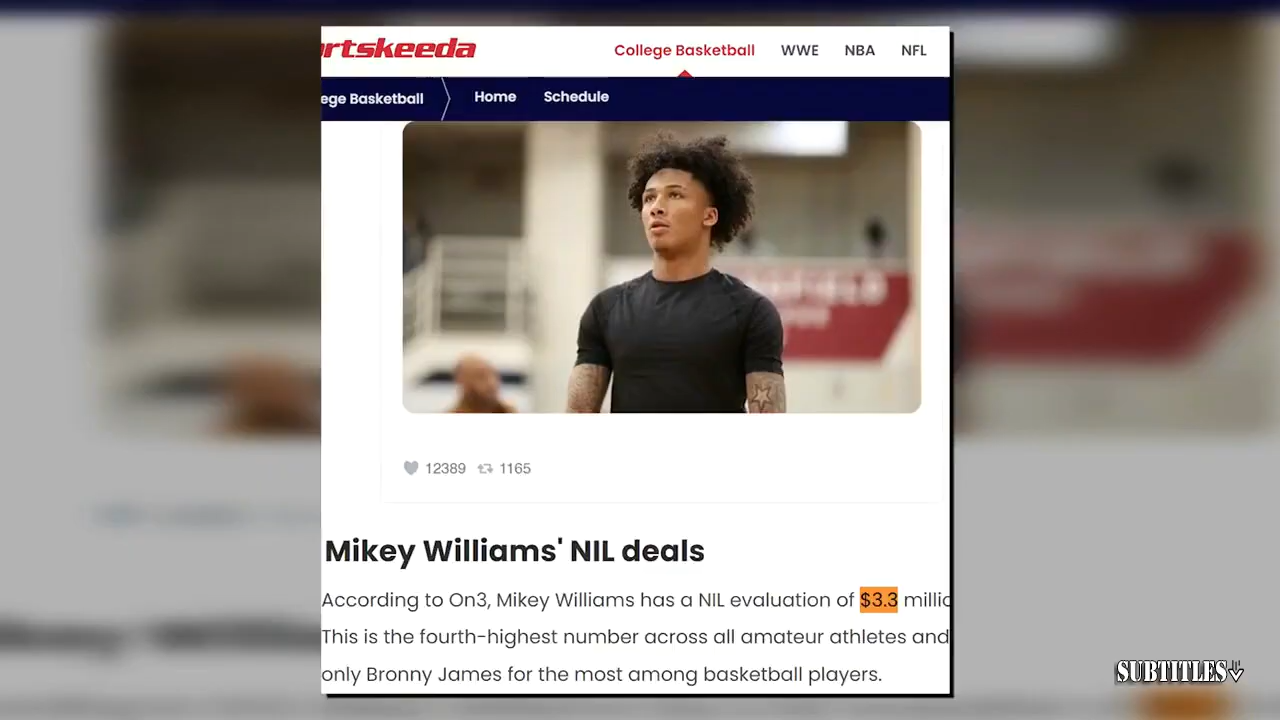 rtskeeda
College Basketball WWE NBA NFL
ege Basketball Home Schedule
12389 1165
Mikey Williams' NIL deals
According to On3, Mikey Williams has a NIL evaluation of $3.3 millio
This is the fourth-highest number across all amateur athletes and
only Bronny James for the most among basketball players.
SUBTITLES